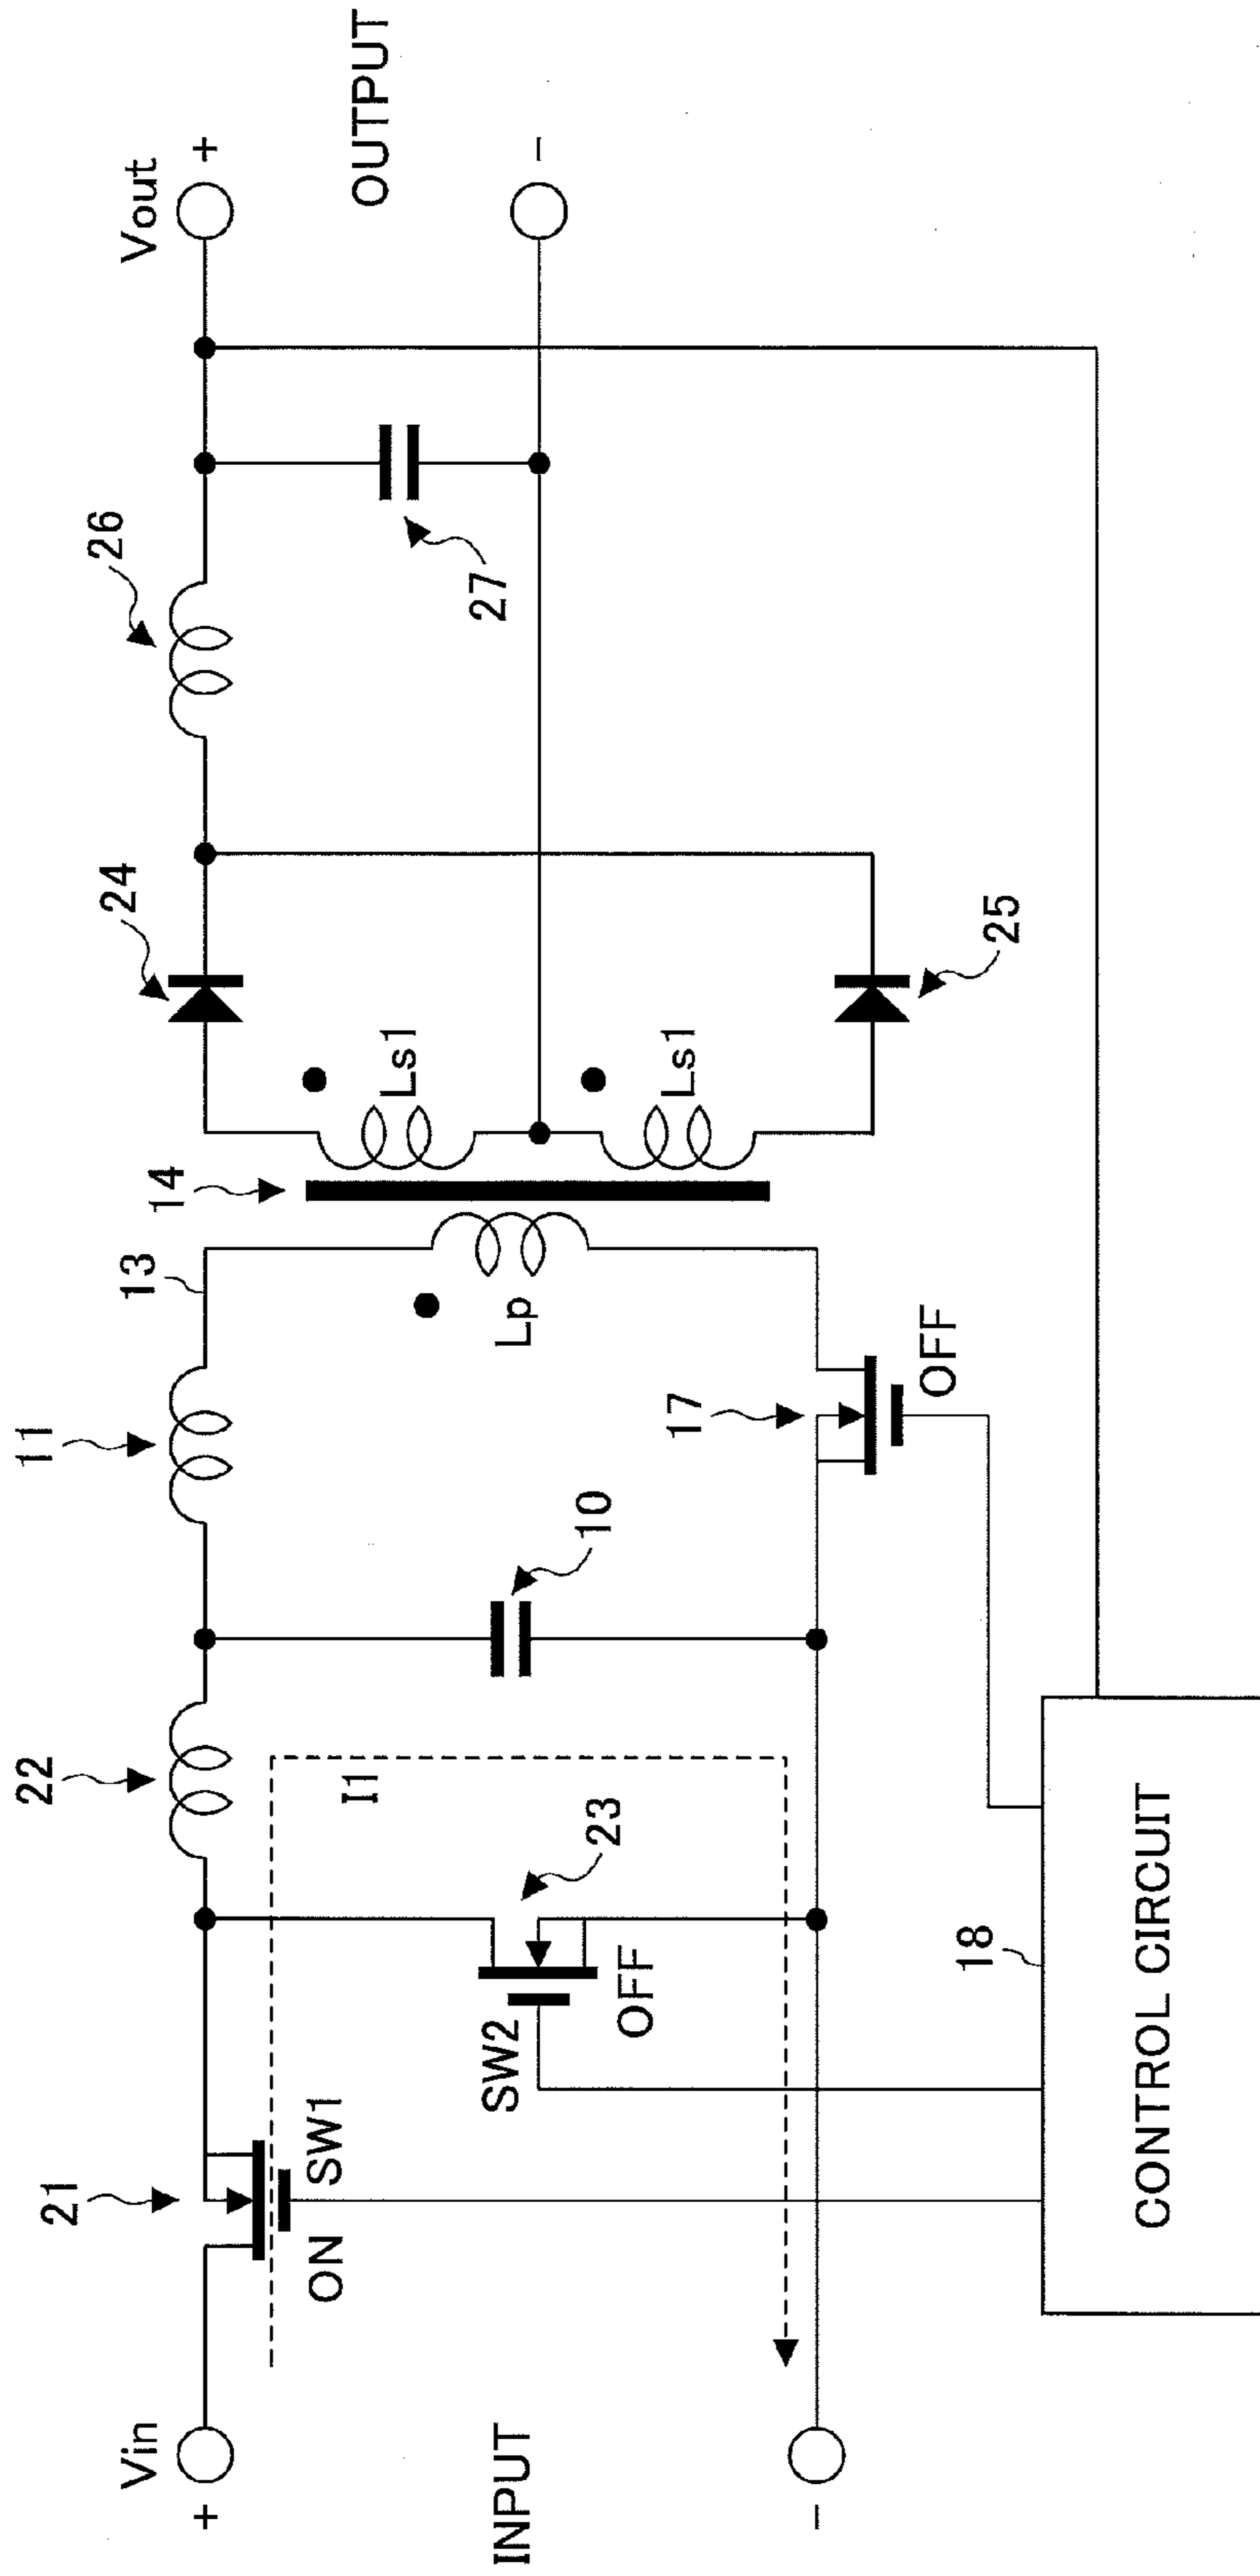 Vin
+
INPUT
-
21
ON
SW1
SW2
OFF
23
I1
22
10
11
17
OFF
13
Lp
14
Ls1
Ls1
24
25
26
27
Vout
+
OUTPUT
-
18
CONTROL CIRCUIT